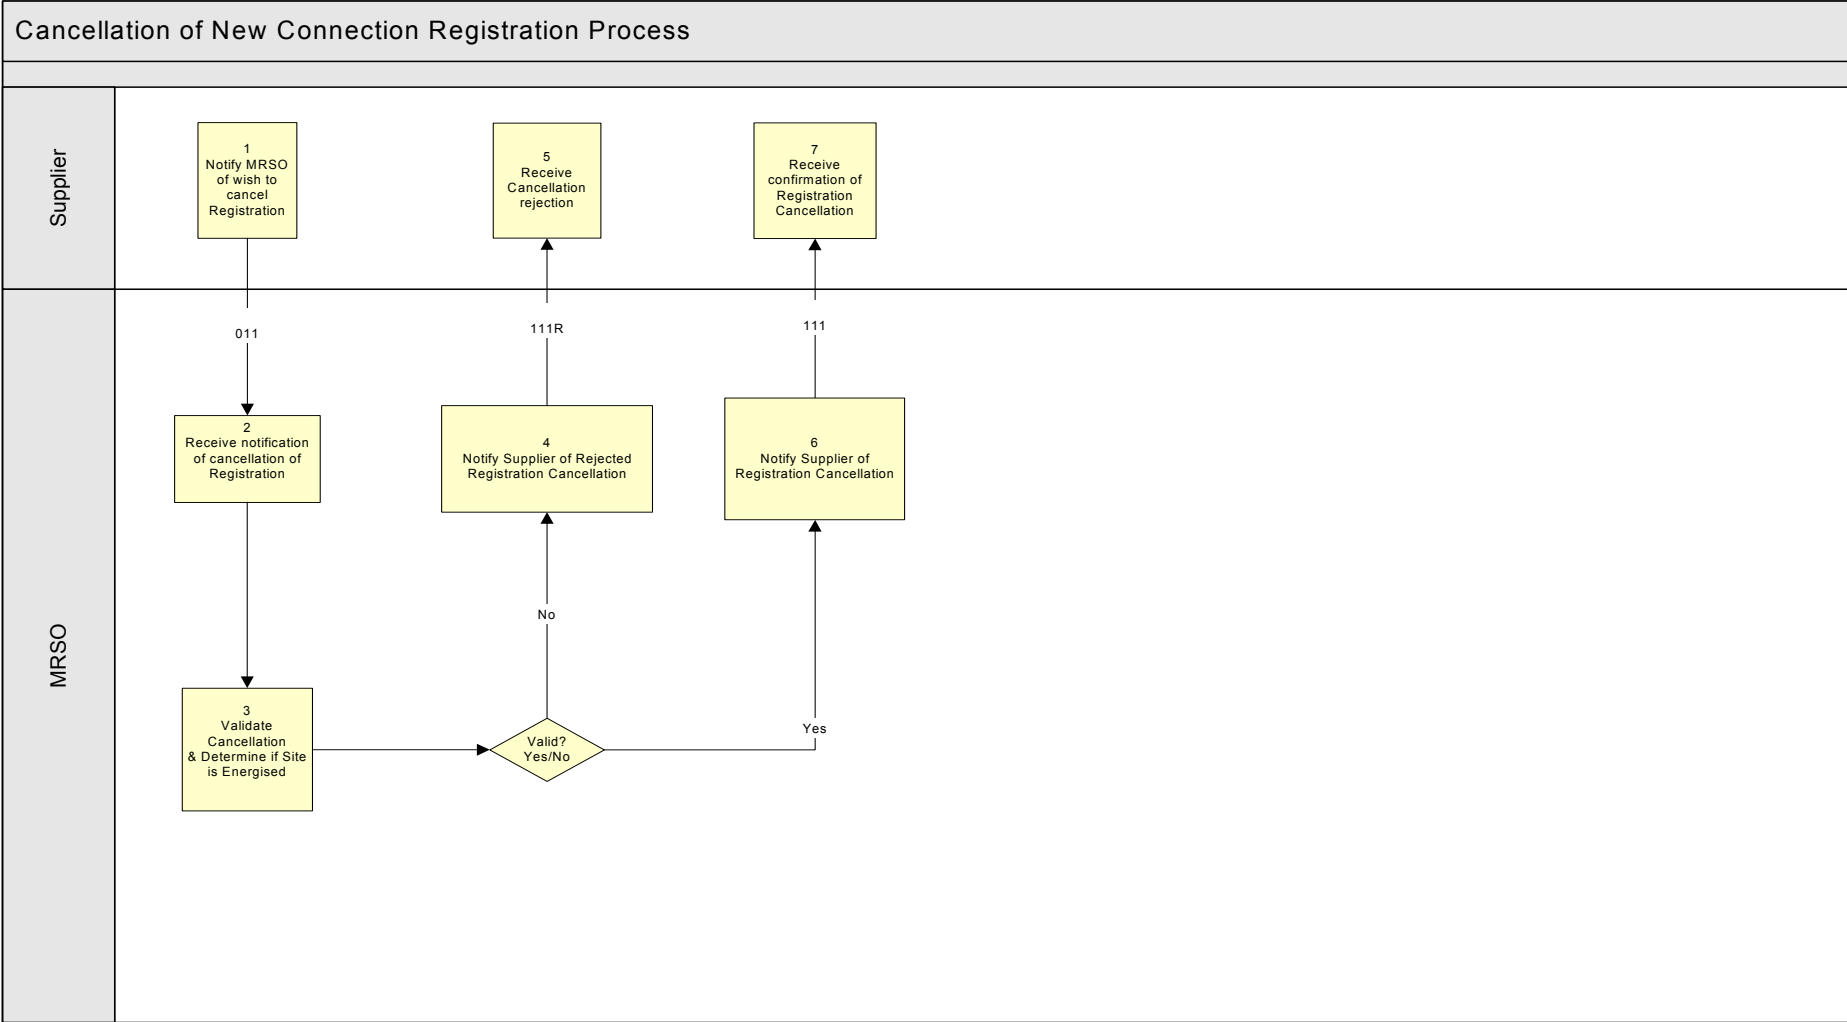 Cancellation of New Connection Registration Process
Supplier
1
Notify MRSO
of wish to
cancel
Registration
5
Receive
Cancellation
rejection
7
Receive
confirmation of
Registration
Cancellation
011
111R
111
MRSO
2
Receive notification
of cancellation of
Registration
4
Notify Supplier of Rejected
Registration Cancellation
6
Notify Supplier of
Registration Cancellation
No
3
Validate
Cancellation
& Determine if Site
is Energised
Valid?
Yes/No
Yes